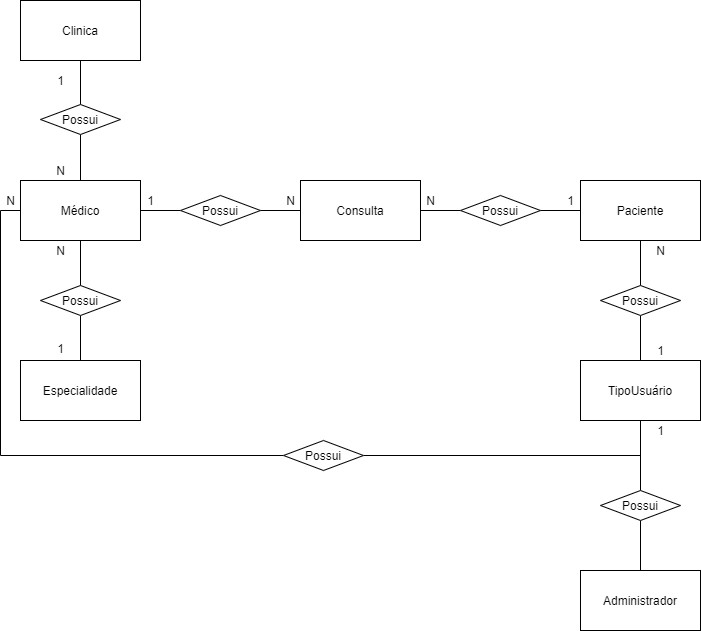 Clinica
1
Possui
N
N
Médico
1
Possui
N
Consulta
N
Possui
1
Paciente
N
N
Possui
Possui
1
1
Especialidade
TipoUsuário
1
Possui
Possui
Administrador